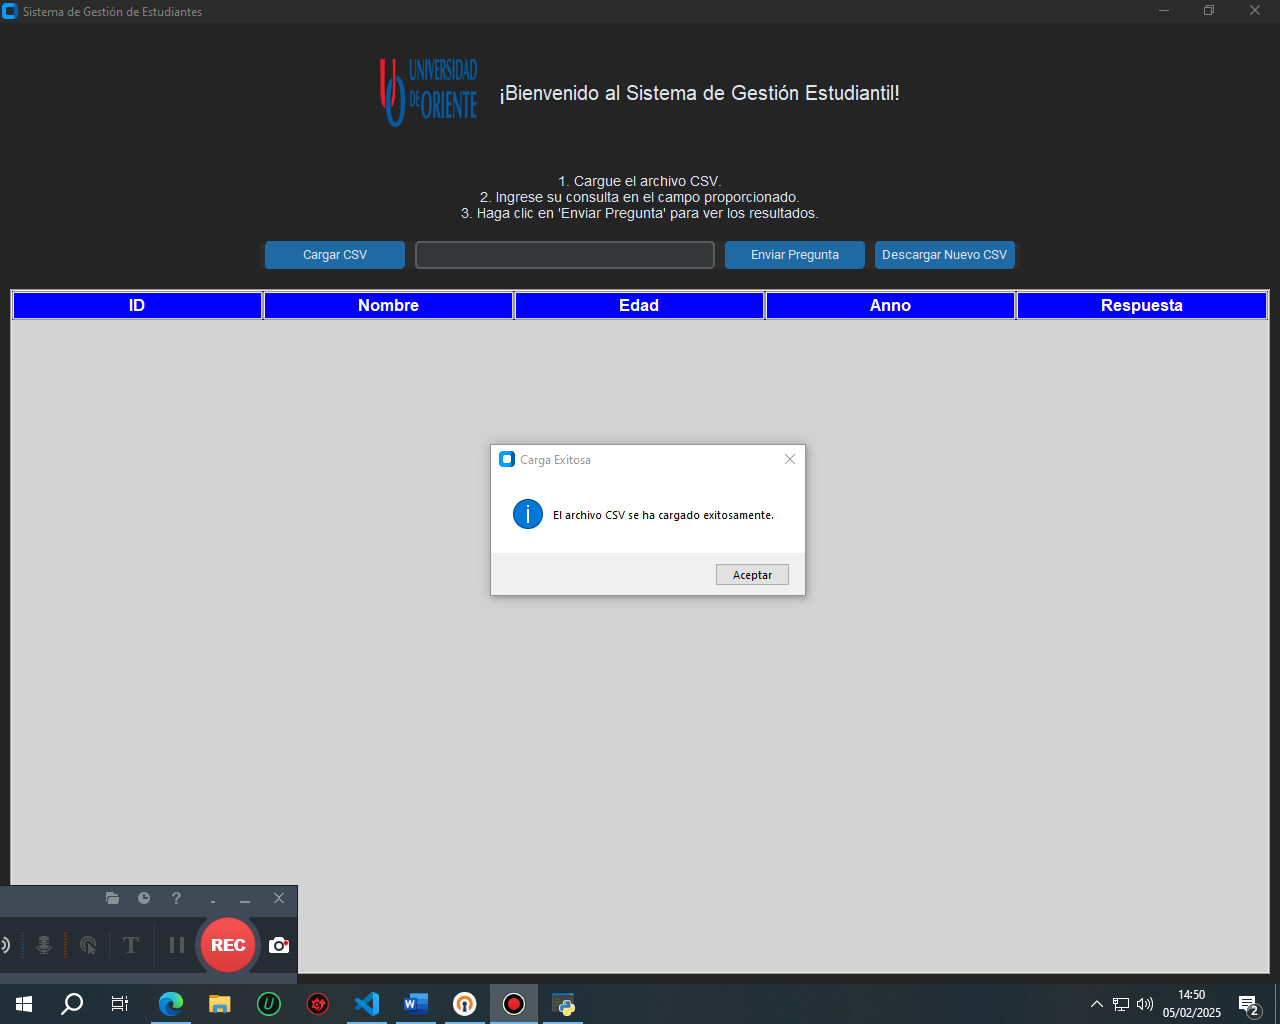 Sistema de Gestión de Estudiantes
UNIVERSIDAD
DE ORIENTE
¡Bienvenido al Sistema de Gestión Estudiantil!
1. Cargue el archivo CSV.
2. Ingrese su consulta en el campo proporcionado.
3. Haga clic en 'Enviar Pregunta' para ver los resultados.
Cargar CSV
Enviar Pregunta
Descargar Nuevo CSV
ID
Nombre
Edad
Anno
Respuesta
Carga Exitosa
El archivo CSV se ha cargado exitosamente.
Aceptar
?
T
REC
14:50
05/02/2025
2